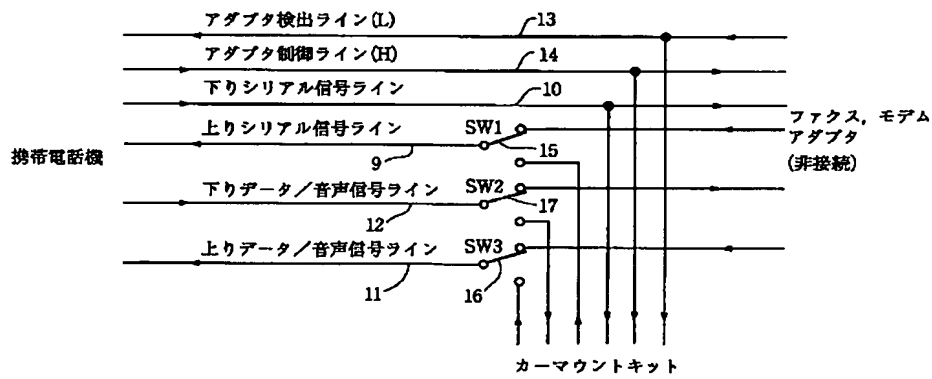 アダプタ検出ライン(L)
13
アダプタ制御ライン(H)
14
下りシリアル信号ライン
10
上りシリアル信号ライン
SW1
15
9
ファクス,モデム
アダプタ
(非接続)
携帯電話機
下りデータ/音声信号ライン
SW2
17
12
上りデータ/音声信号ライン
SW3
16
11
カーマウントキット